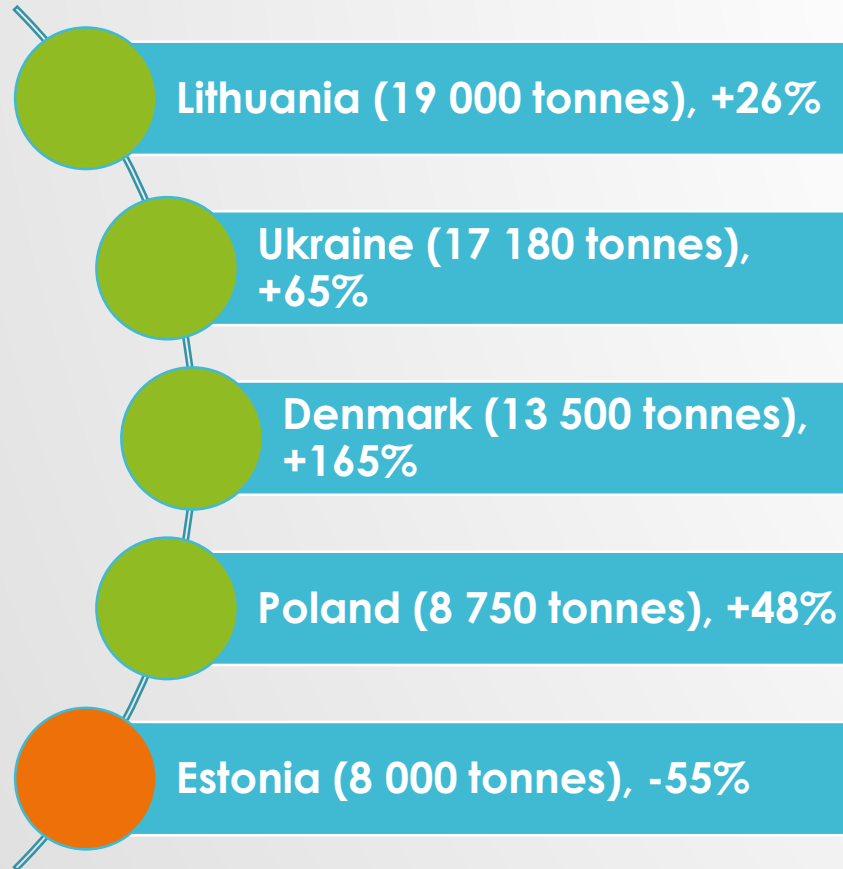 Lithuania (19 000 tonnes), +26%
Ukraine (17 180 tonnes),
+65%
Denmark (13 500 tonnes),
+165%
Poland (8 750 tonnes), +48%
Estonia (8 000 tonnes), -55%